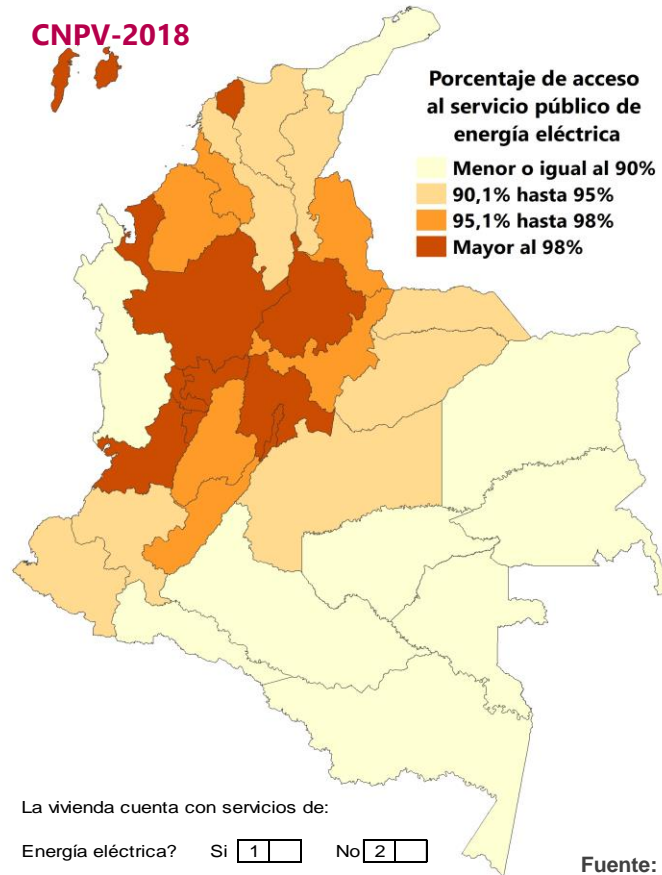 CNPV-2018
Porcentaje de acceso
al servicio público de
energía eléctrica
Menor o igual al 90%
90,1% hasta 95%
95,1% hasta 98%
Mayor al 98%
La vivienda cuenta con servicios de:
Energía eléctrica? Si 1 No 2
Fuente: